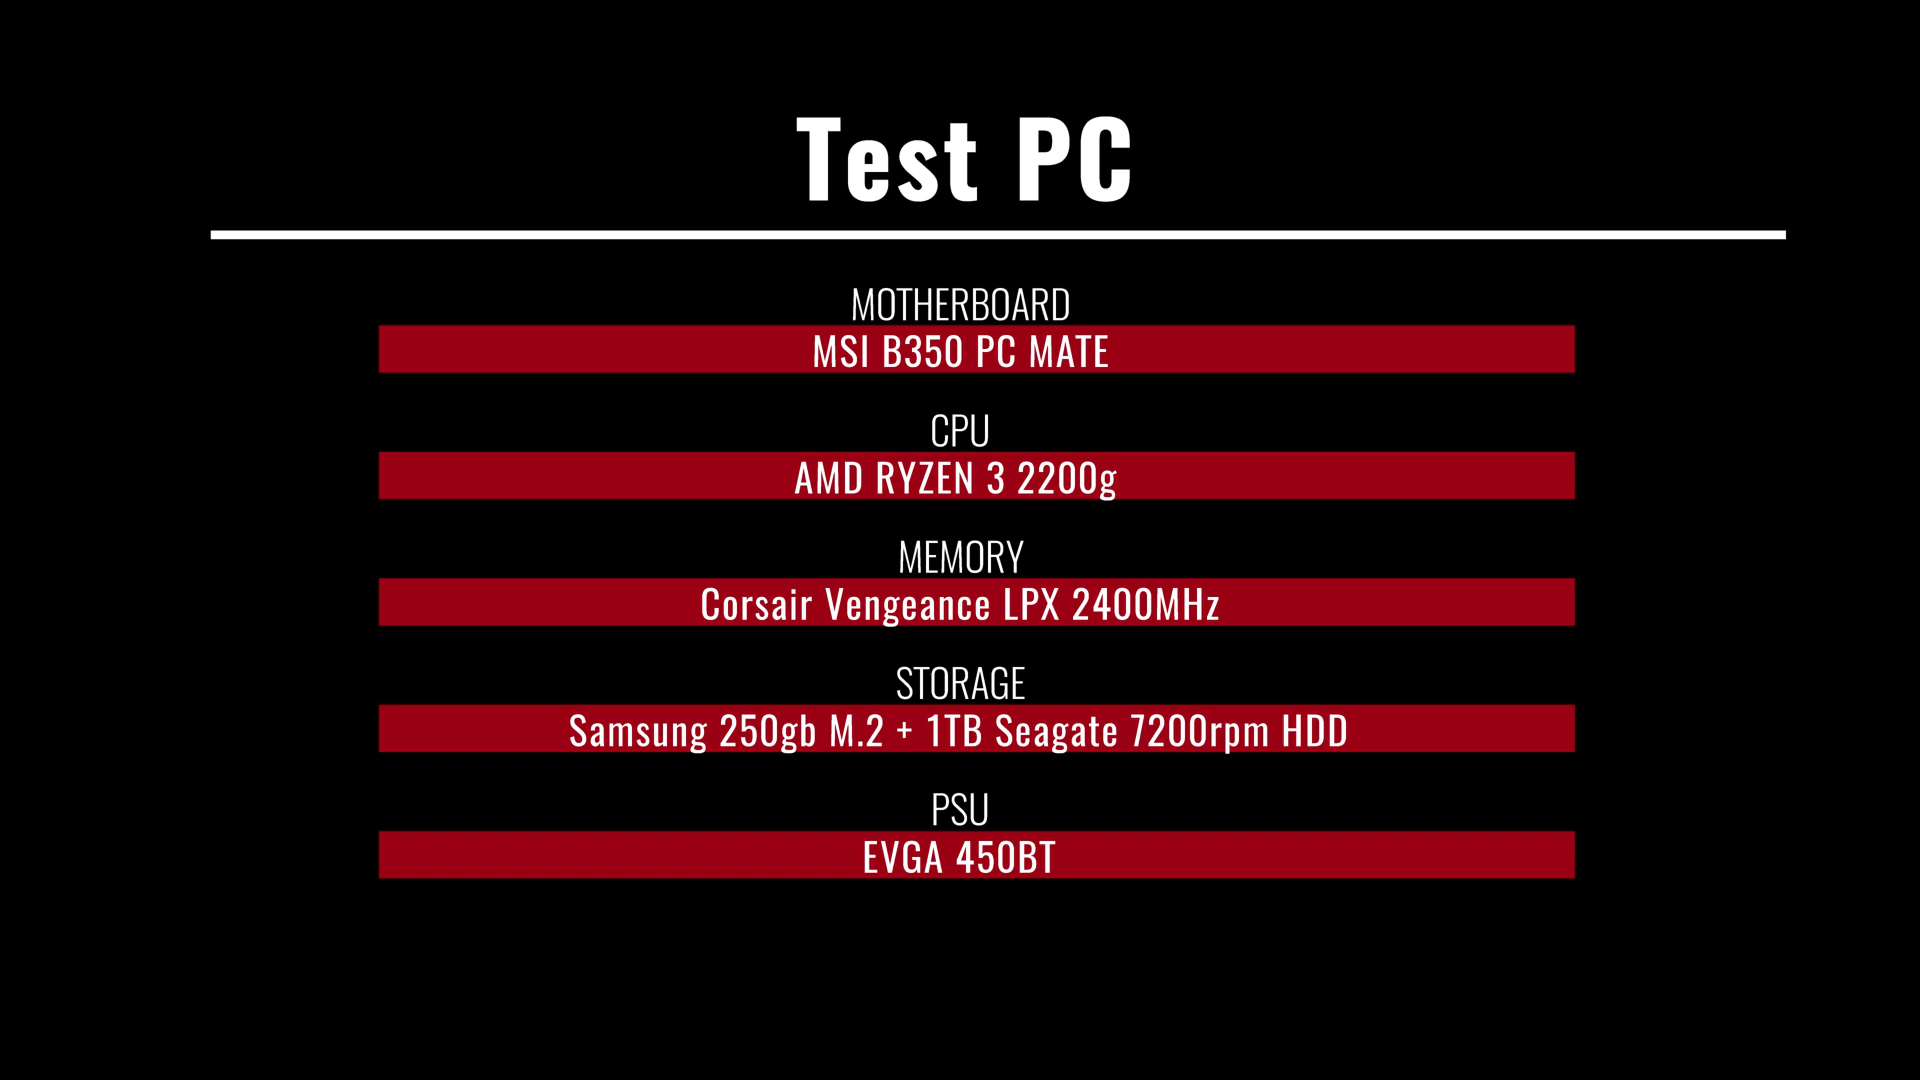 Test PC
MOTHERBOARD
MSI B350 PC MATE
CPU
AMD RYZEN 3 2200g
MEMORY
Corsair Vengeance LPX 2400MHz
STORAGE
Samsung 250gb M.2 + 1TB Seagate 7200rpm HDD
PSU
EVGA 450BT